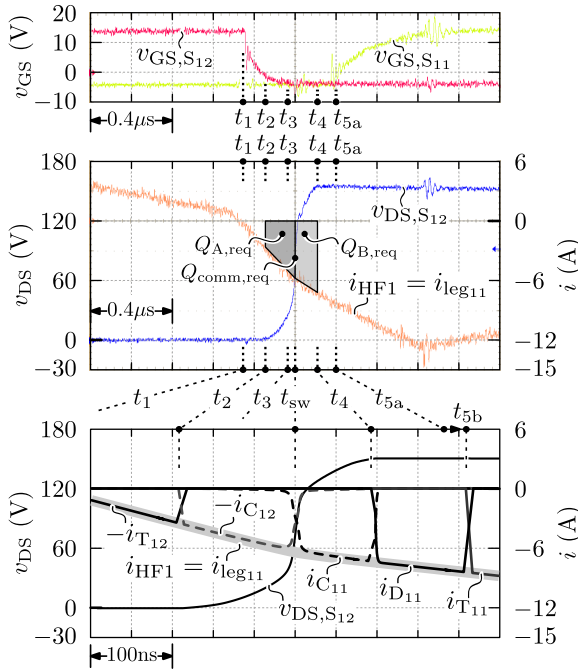 20
10
0
−10
v_GS (V)
v_GS,S12
v_GS,S11
0.4μs
t1 t2 t3 t4 t5a
t1 t2 t3 t4 t5a
180
120
60
0
−30
v_DS (V)
6
0
−6
−12
−15
i (A)
v_DS,S12
Q_A,req
Q_B,req
Q_comm,req
i_HF1 = i_leg11
0.4μs
t1 t2 t3 t_sw t4 t5a t5b
180
120
60
0
−30
v_DS (V)
6
0
−6
−12
−15
i (A)
−i_T12
−i_C12
i_HF1 = i_leg11
i_C11
i_D11
i_T11
v_DS,S12
100ns